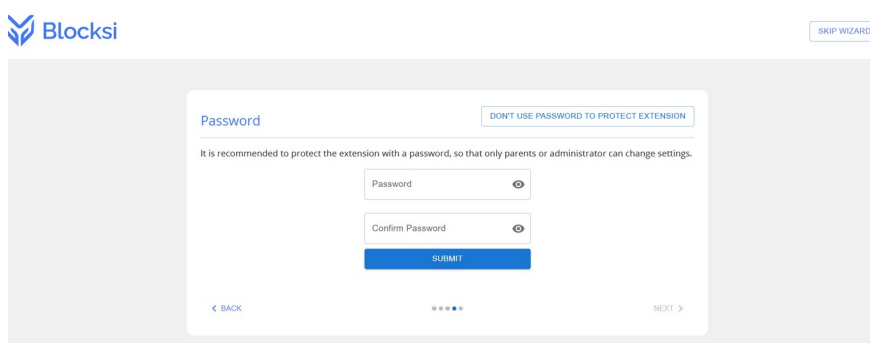 Blocksi
SKIP WIZARD
Password
DON'T USE PASSWORD TO PROTECT EXTENSION
It is recommended to protect the extension with a password, so that only parents or administrator can change settings.
Password
Confirm Password
SUBMIT
BACK
NEXT